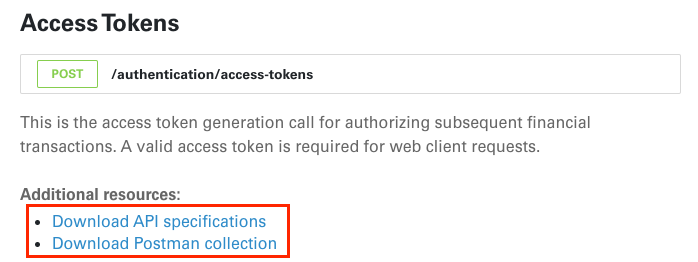 Access Tokens
POST /authentication/access-tokens
This is the access token generation call for authorizing subsequent financial
transactions. A valid access token is required for web client requests.
Additional resources:
• Download API specifications
• Download Postman collection